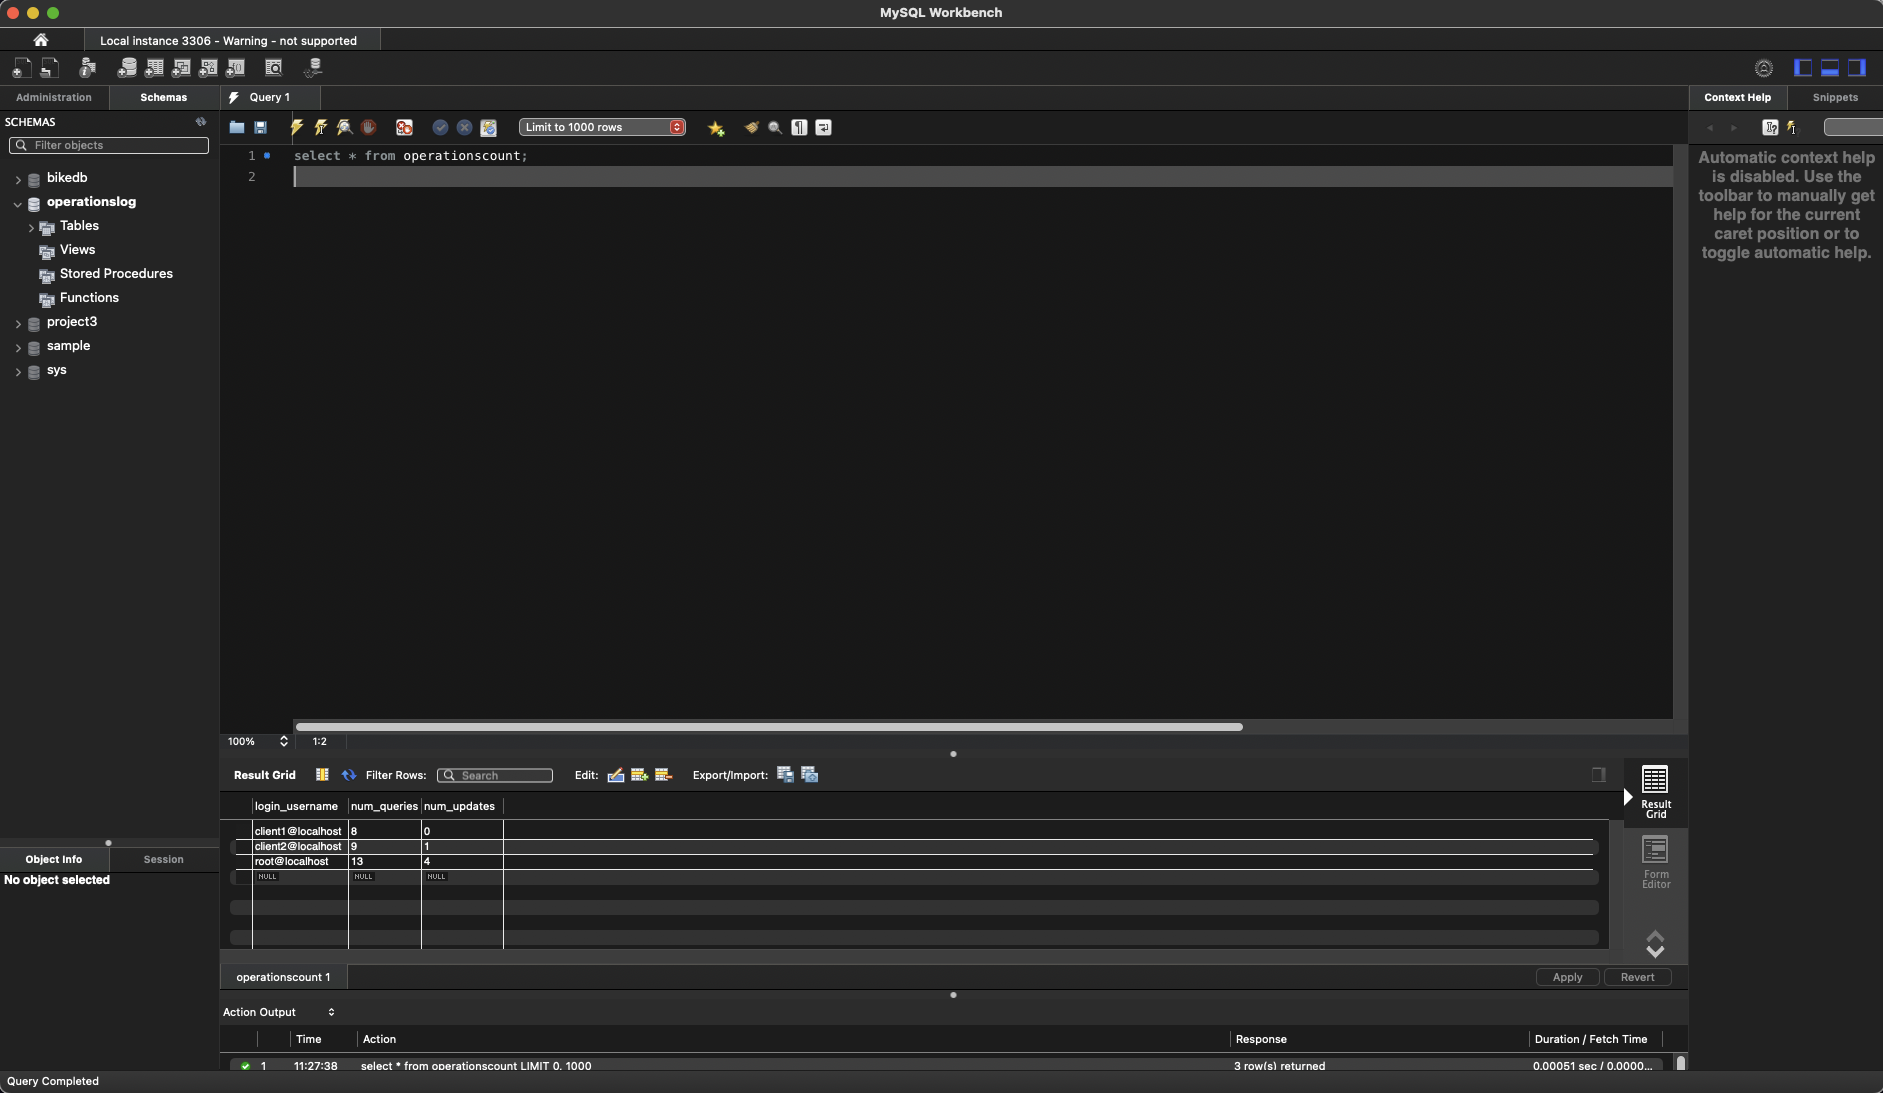 MySQL Workbench
Local instance 3306 - Warning - not supported
Administration
Schemas
Query 1
Context Help
Snippets
SCHEMAS
Filter objects
bikedb
operationslog
Tables
Views
Stored Procedures
Functions
project3
sample
sys
Limit to 1000 rows
1 select * from operationscount;
2
Automatic context help
is disabled. Use the
toolbar to manually get
help for the current
caret position or to
toggle automatic help.
100% 1:2
Result Grid Filter Rows: Search Edit: Export/Import:
login_username num_queries num_updates
client1@localhost 8 0
client2@localhost 9 1
root@localhost 13 4
NULL NULL NULL
Result
Grid
Form
Editor
operationscount 1
Apply Revert
Object Info Session
No object selected
Action Output
Time Action Response Duration / Fetch Time
1 11:27:38 select * from operationscount LIMIT 0, 1000 3 row(s) returned 0.00051 sec / 0.0000...
Query Completed